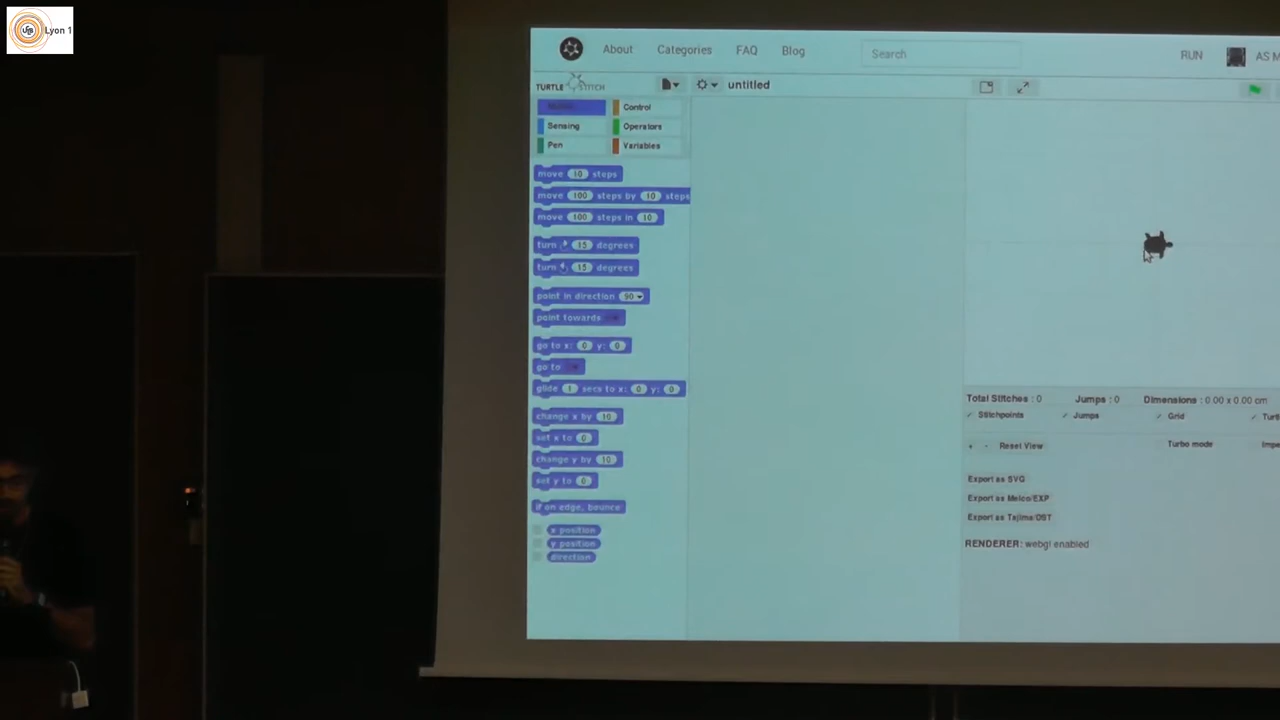 Lyon 1
About Categories FAQ Blog Search RUN AS M
TURTLE STITCH untitled
Control
Sensing Operators
Pen Variables
move 10 steps
move 100 steps by 10 steps
move 100 steps in 10
turn 15 degrees
turn 15 degrees
point in direction 90
point towards
go to x: 0 y: 0
go to
glide 1 secs to x: 0 y: 0
change x by 10
set x to 0
change y by 10
set y to 0
if on edge, bounce
x position
y position
direction
Total Stitches : 0 Jumps : 0 Dimensions : 0.00 x 0.00 cm
Stitchpoints Jumps Grid Turt
+ - Reset View Turbo mode Impe
Export as SVG
Export as Melco/EXP
Export as Tajima/DST
RENDERER: webgl enabled